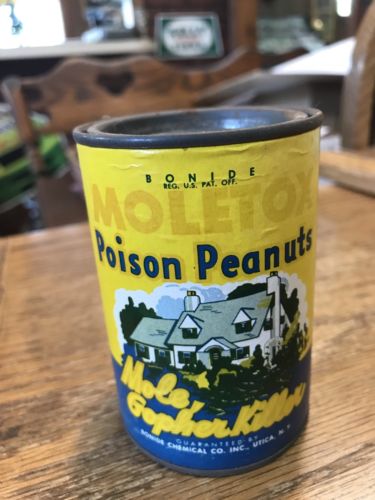 BONIDE
REG. U.S. PAT. OFF.
MOLETOX
Poison Peanuts
Mole,
Gopher Killer
GUARANTEED BY
BONIDE CHEMICAL CO. INC., UTICA, N.Y.